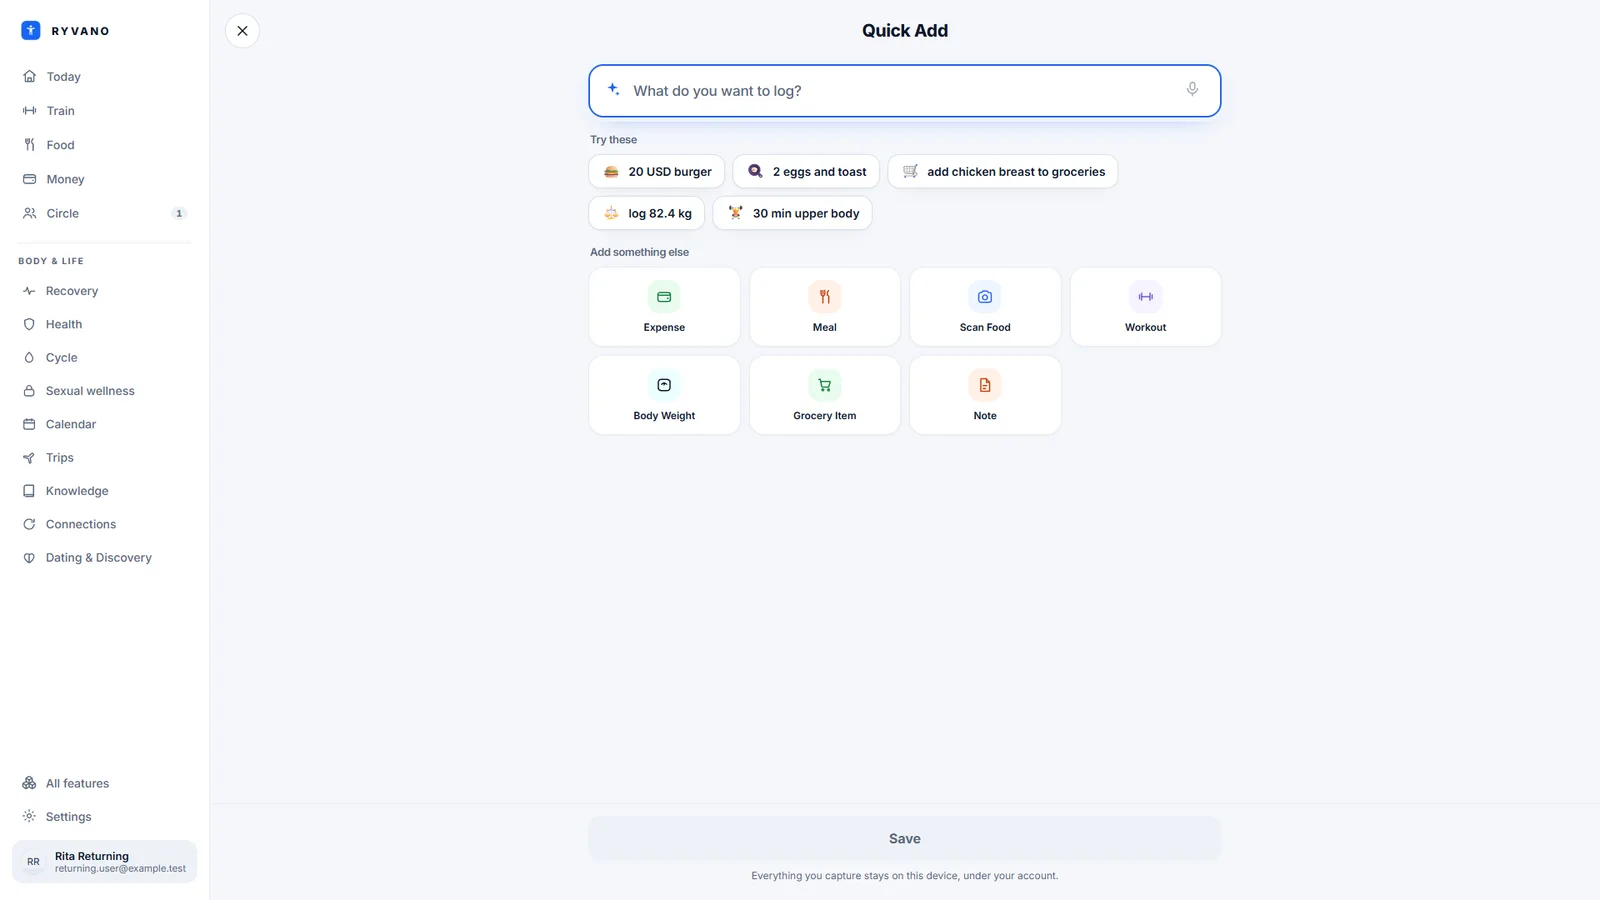 RYVANO
Today
Train
Food
Money
Circle
1
BODY & LIFE
Recovery
Health
Cycle
Sexual wellness
Calendar
Trips
Knowledge
Connections
Dating & Discovery
All features
Settings
RR
Rita Returning
returning.user@example.test
Quick Add
What do you want to log?
Try these
20 USD burger
2 eggs and toast
add chicken breast to groceries
log 82.4 kg
30 min upper body
Add something else
Expense
Meal
Scan Food
Workout
Body Weight
Grocery Item
Note
Save
Everything you capture stays on this device, under your account.